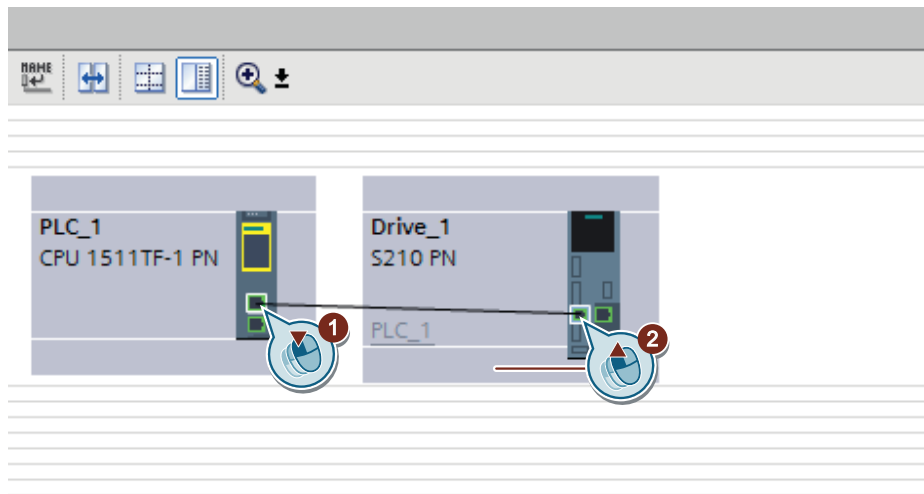 NAME
±
PLC_1
CPU 1511TF-1 PN
Drive_1
S210 PN
PLC_1
1
2